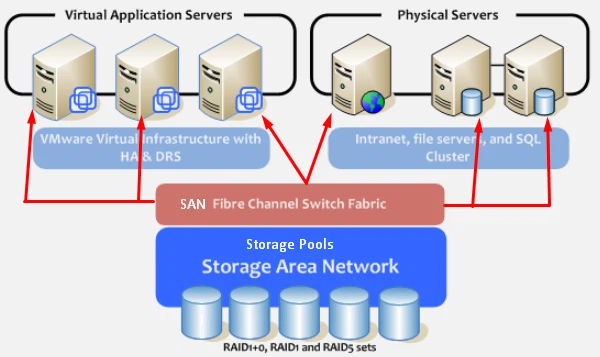 Virtual Application Servers
Physical Servers
VMware Virtual Infrastructure with
HA & DRS
Intranet, file servers, and SQL
Cluster
SAN Fibre Channel Switch Fabric
Storage Pools
Storage Area Network
RAID1+0, RAID1 and RAID5 sets